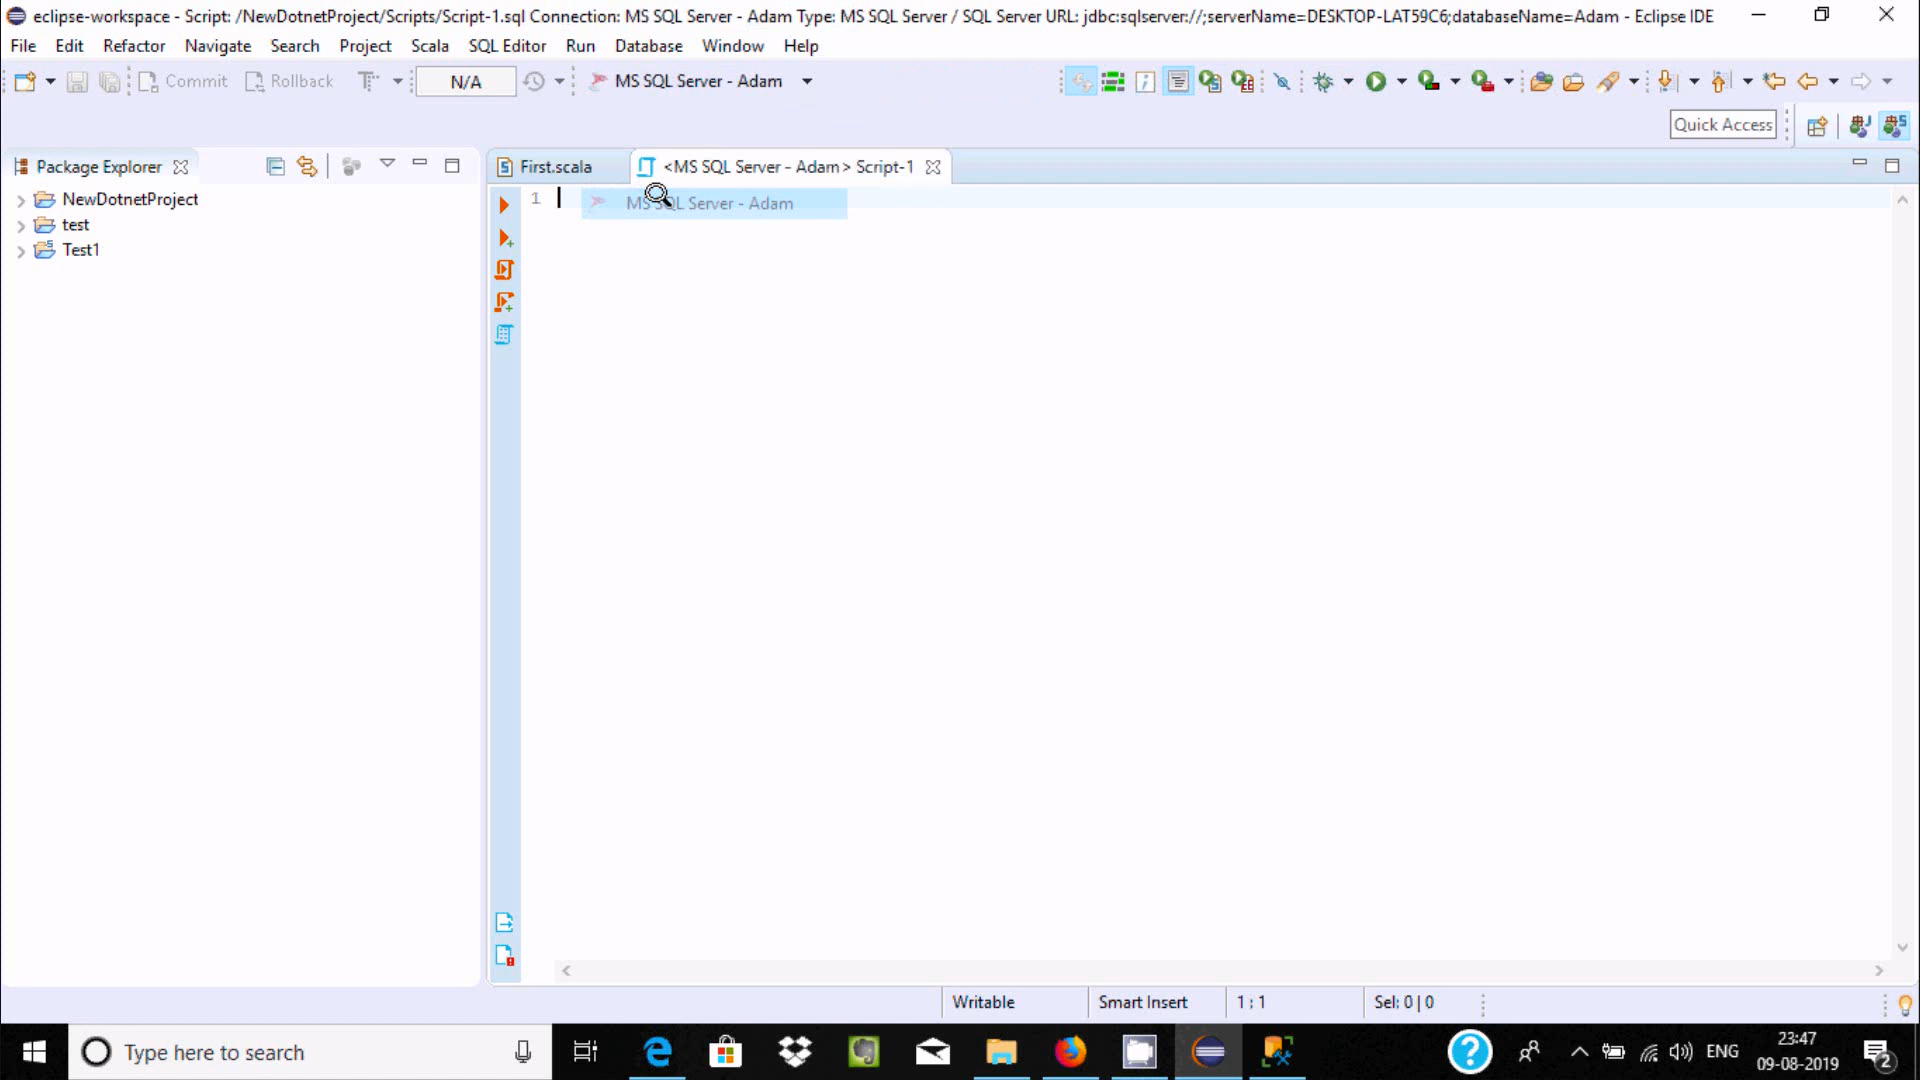 eclipse-workspace - Script: /NewDotnetProject/Scripts/Script-1.sql Connection: MS SQL Server - Adam Type: MS SQL Server / SQL Server URL: jdbc:sqlserver://;serverName=DESKTOP-LAT59C6;databaseName=Adam - Eclipse IDE
File Edit Refactor Navigate Search Project Scala SQL Editor Run Database Window Help
Commit Rollback N/A MS SQL Server - Adam
Quick Access
Package Explorer
First.scala <MS SQL Server - Adam> Script-1
NewDotnetProject
test
Test1
1
MS SQL Server - Adam
Writable Smart Insert 1 : 1 Sel: 0 | 0
Type here to search
ENG
23:47
09-08-2019
2